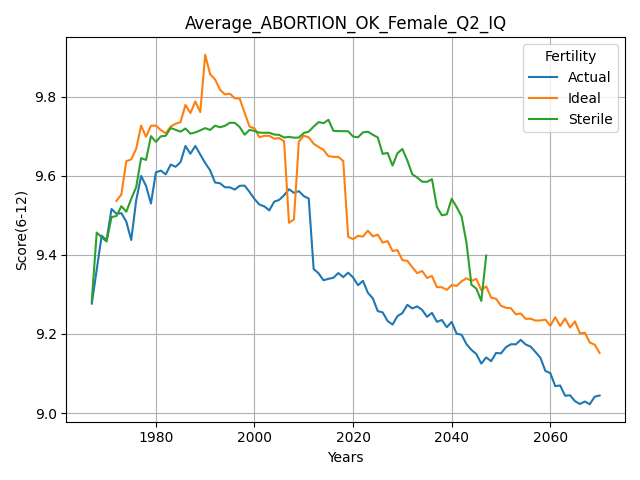 Average_ABORTION_OK_Female_Q2_IQ
Score(6-12)
9.8
9.6
9.4
9.2
9.0
1980
2000
2020
2040
2060
Years
Fertility
Actual
Ideal
Sterile